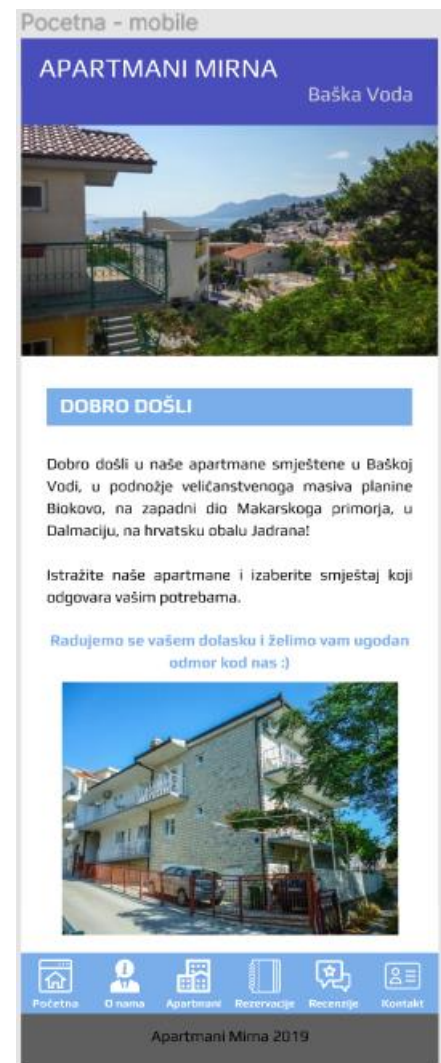 Pocetna - mobile
APARTMANI MIRNA
Baška Voda
DOBRO DOŠLI
Dobro došli u naše apartmane smještene u Baškoj
Vodi, u podnožje veličanstvenoga masiva planine
Biokovo, na zapadni dio Makarskoga primorja, u
Dalmaciju, na hrvatsku obalu Jadrana!
Istražite naše apartmane i izaberite smještaj koji
odgovara vašim potrebama.
Radujemo se vašem dolasku i želimo vam ugodan
odmor kod nas :)
Početna O nama Apartmani Rezervacije Recenzije Kontakt
Apartmani Mirna 2019